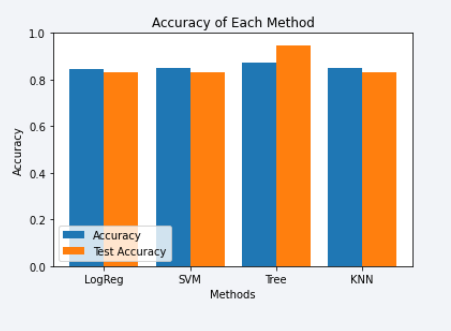 Accuracy of Each Method
1.0
0.8
0.6
0.4
0.2
0.0
Accuracy
Accuracy
Test Accuracy
LogReg SVM Tree KNN
Methods